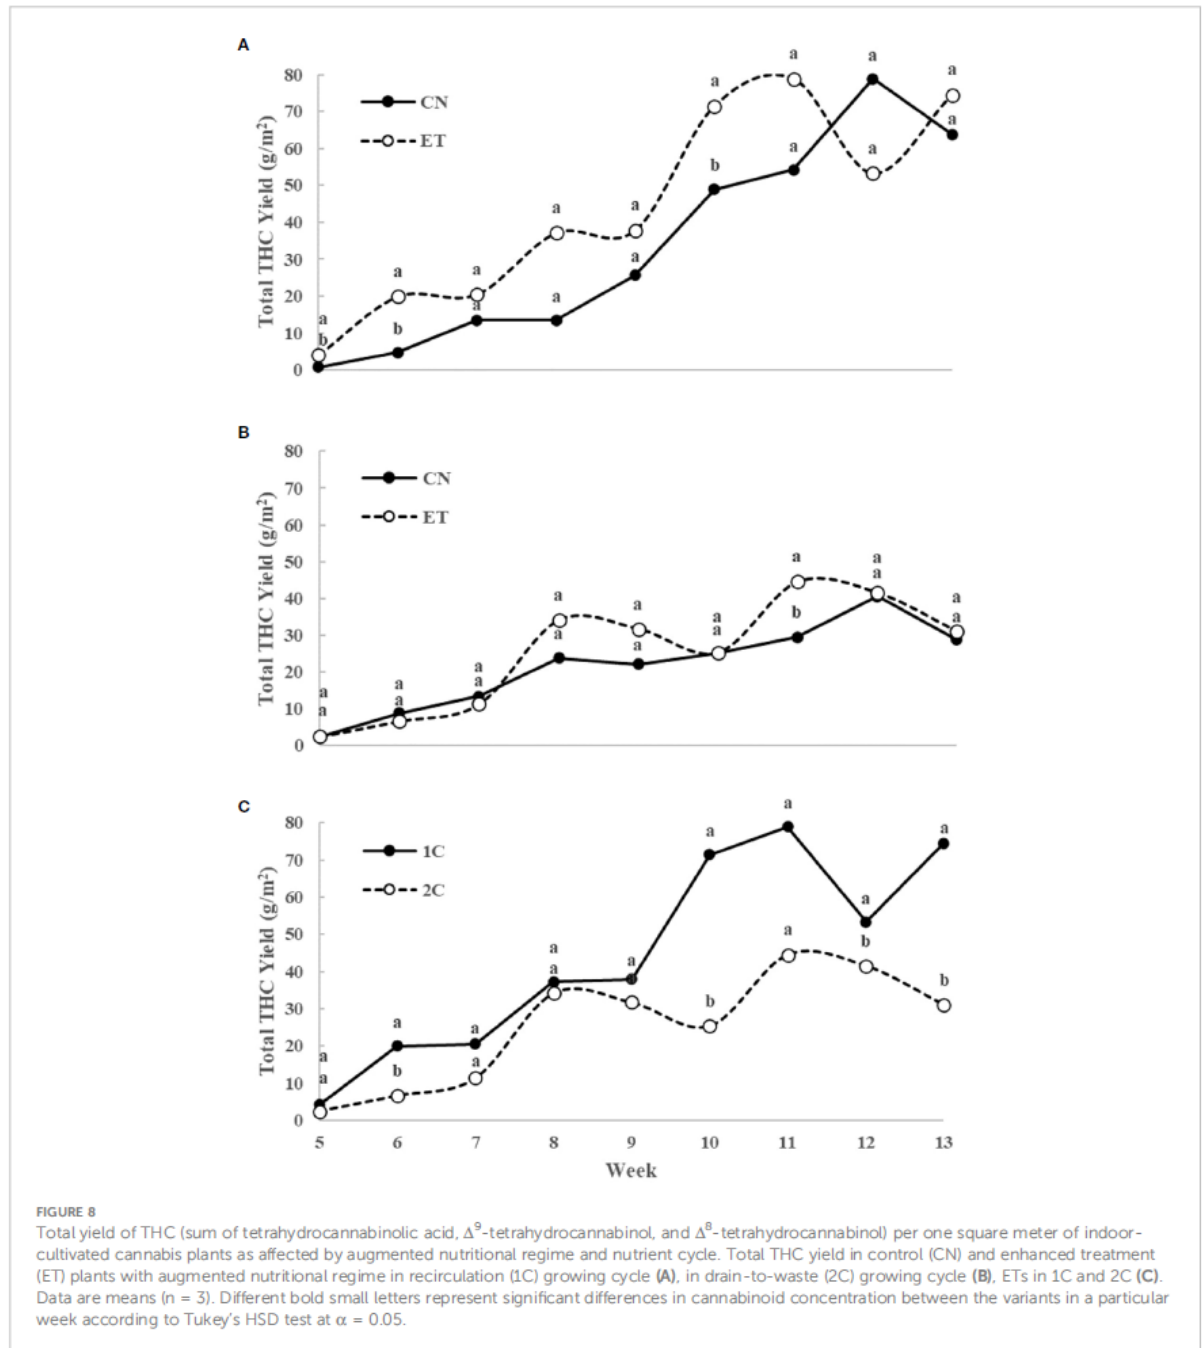 A
80
70
60
50
40
30
20
10
0
Total THC Yield (g/m²)
CN
ET
a
b
a
b
a
a
a
a
a
a
a
b
a
a
a
a
a
a
B
80
70
60
50
40
30
20
10
0
Total THC Yield (g/m²)
CN
ET
a
a
a
a
a
a
a
a
a
a
a
a
a
b
a
a
a
a
C
80
70
60
50
40
30
20
10
0
Total THC Yield (g/m²)
1C
2C
a
a
a
b
a
a
a
a
a
a
b
a
a
a
b
a
b
5 6 7 8 9 10 11 12 13
Week
FIGURE 8
Total yield of THC (sum of tetrahydrocannabinolic acid, Δ⁹-tetrahydrocannabinol, and Δ⁸-tetrahydrocannabinol) per one square meter of indoor-
cultivated cannabis plants as affected by augmented nutritional regime and nutrient cycle. Total THC yield in control (CN) and enhanced treatment
(ET) plants with augmented nutritional regime in recirculation (1C) growing cycle (A), in drain-to-waste (2C) growing cycle (B), ETs in 1C and 2C (C).
Data are means (n = 3). Different bold small letters represent significant differences in cannabinoid concentration between the variants in a particular
week according to Tukey's HSD test at α = 0.05.